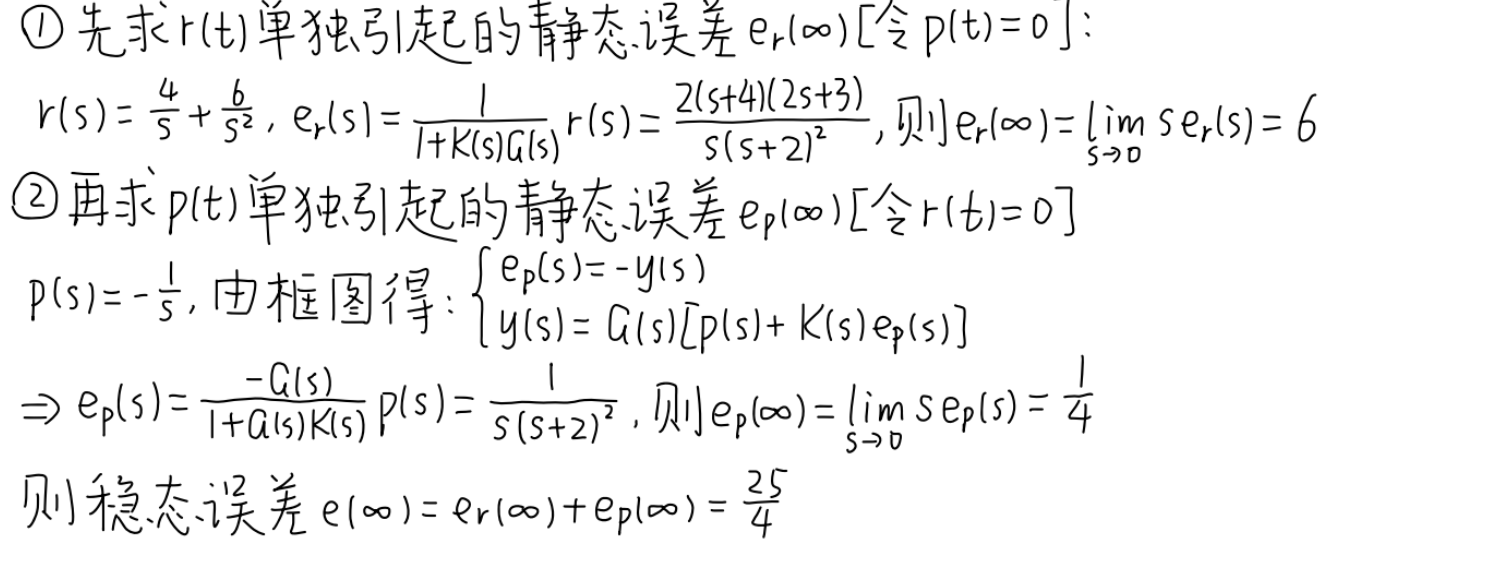 ①先求r(t)单独引起的静态误差e_r(∞)[令p(t)=0]:
r(s)=4/s+6/s², e_r(s)=1/(1+K(s)G(s)) r(s)=2(s+4)(2s+3)/(s(s+2)²), 则e_r(∞)=lim_{s→0} s e_r(s)=6
②再求p(t)单独引起的静态误差e_p(∞)[令r(t)=0]
p(s)=-1/s, 由框图得: { e_p(s)=-y(s)
y(s)=G(s)[p(s)+K(s)e_p(s)]
⇒ e_p(s)=-G(s)/(1+G(s)K(s)) p(s)=1/(s(s+2)²), 则e_p(∞)=lim_{s→0} s e_p(s)=1/4
则稳态误差e(∞)=e_r(∞)+e_p(∞)=25/4